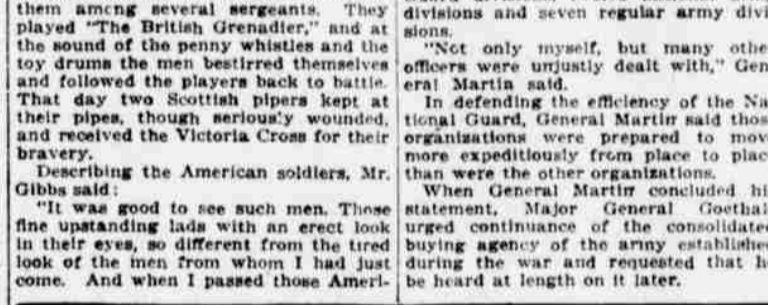 them among several sergeants. They
played "The British Grenadier," and at
the sound of the penny whistles and the
toy drums the men bestirred themselves
and followed the players back to battle.
That day two Scottish pipers kept at
their pipes, though seriously wounded,
and received the Victoria Cross for their
bravery.
Describing the American soldiers, Mr.
Gibbs said:
"It was good to see such men. Those
fine upstanding lads with an erect look
in their eyes, so different from the tired
look of the men from whom I had just
come. And when I passed those Ameri-
divisions and seven regular army divi
sions.
"Not only myself, but many othe
officers were unjustly dealt with," Gen
eral Martin said.
In defending the efficiency of the Na
tional Guard, General Martin said thos
organizations were prepared to mov
more expeditiously from place to plac
than were the other organizations.
When General Martin concluded hi
statement, Major General Goethal
urged continuance of the consolidate
buying agency of the army establishe
during the war and requested that h
be heard at length on it later.